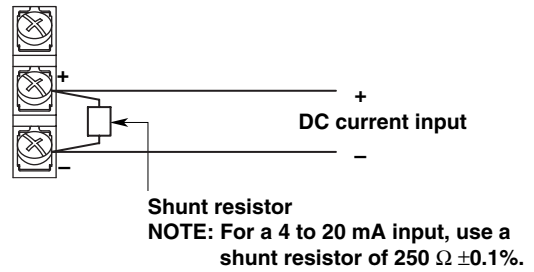 +
+
DC current input
–
–
Shunt resistor
NOTE: For a 4 to 20 mA input, use a
shunt resistor of 250 Ω ±0.1%.